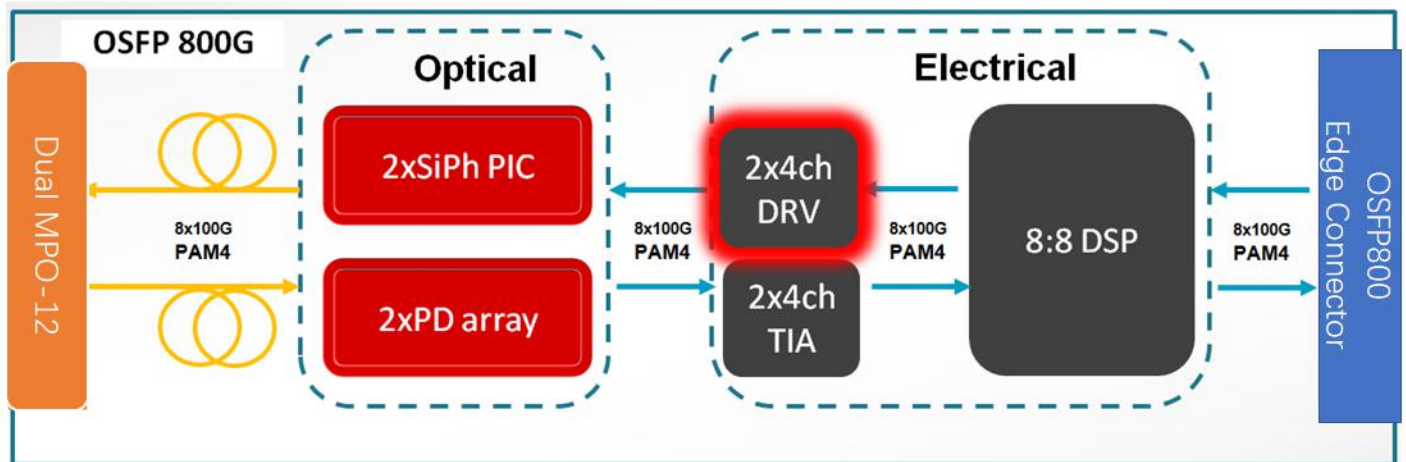 OSFP 800G
Optical
Electrical
Dual MPO-12
8x100G
PAM4
2xSiPh PIC
2xPD array
8x100G
PAM4
2x4ch
DRV
2x4ch
TIA
8x100G
PAM4
8:8 DSP
8x100G
PAM4
OSFP800
Edge Connector